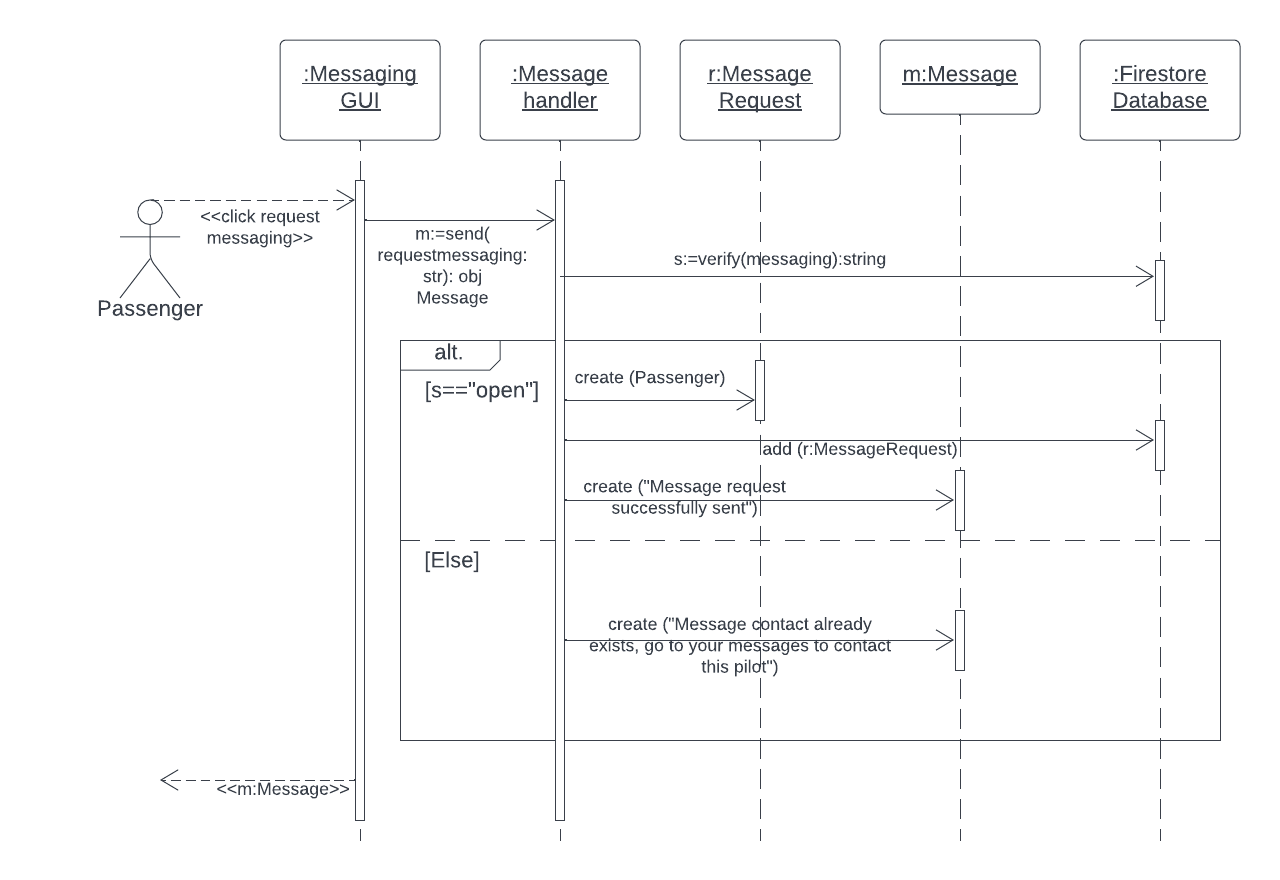 :Messaging
GUI
:Message
handler
r:Message
Request
m:Message
:Firestore
Database
<<click request
messaging>>
Passenger
m:=send(
requestmessaging:
str): obj
Message
s:=verify(messaging):string
alt.
[s=="open"]
create (Passenger)
add (r:MessageRequest)
create ("Message request
successfully sent")
[Else]
create ("Message contact already
exists, go to your messages to contact
this pilot")
<<m:Message>>